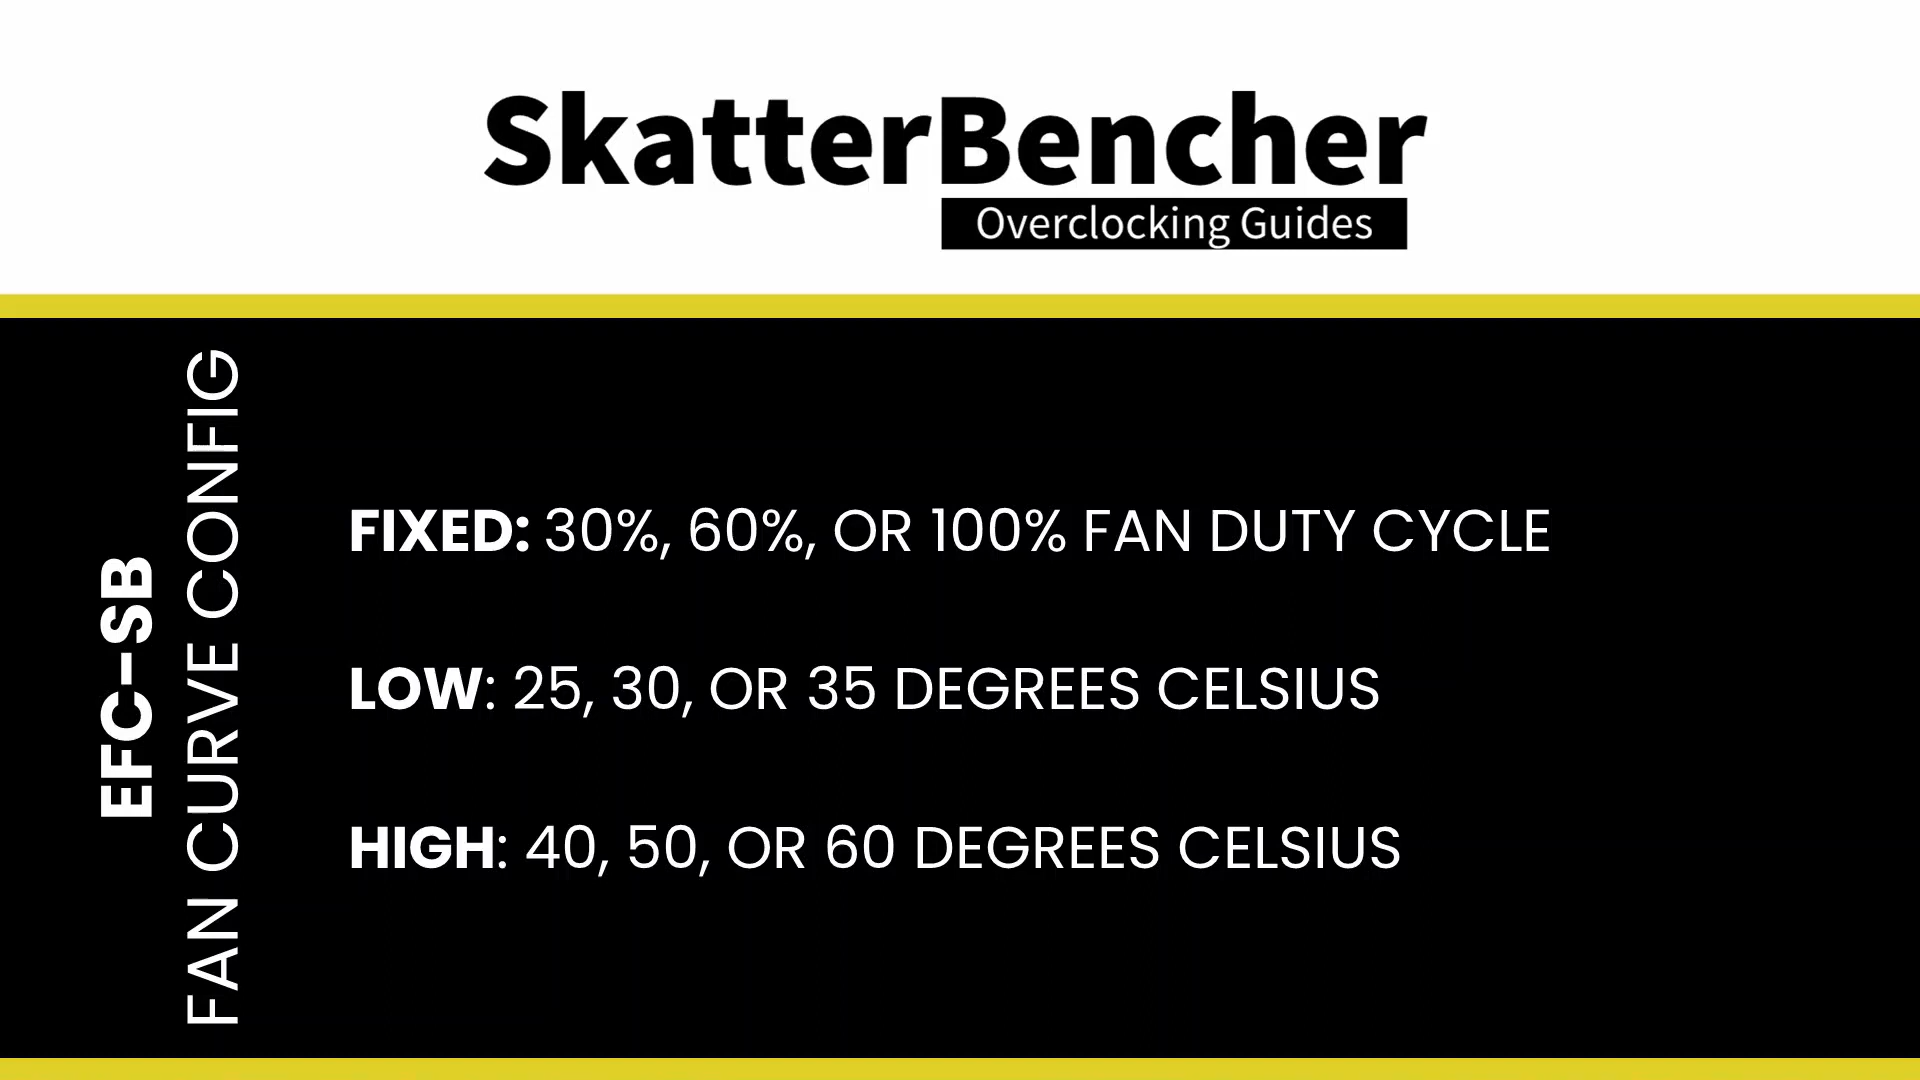 SkatterBencher
Overclocking Guides
EFC-SB
FAN CURVE CONFIG
FIXED: 30%, 60%, OR 100% FAN DUTY CYCLE
LOW: 25, 30, OR 35 DEGREES CELSIUS
HIGH: 40, 50, OR 60 DEGREES CELSIUS